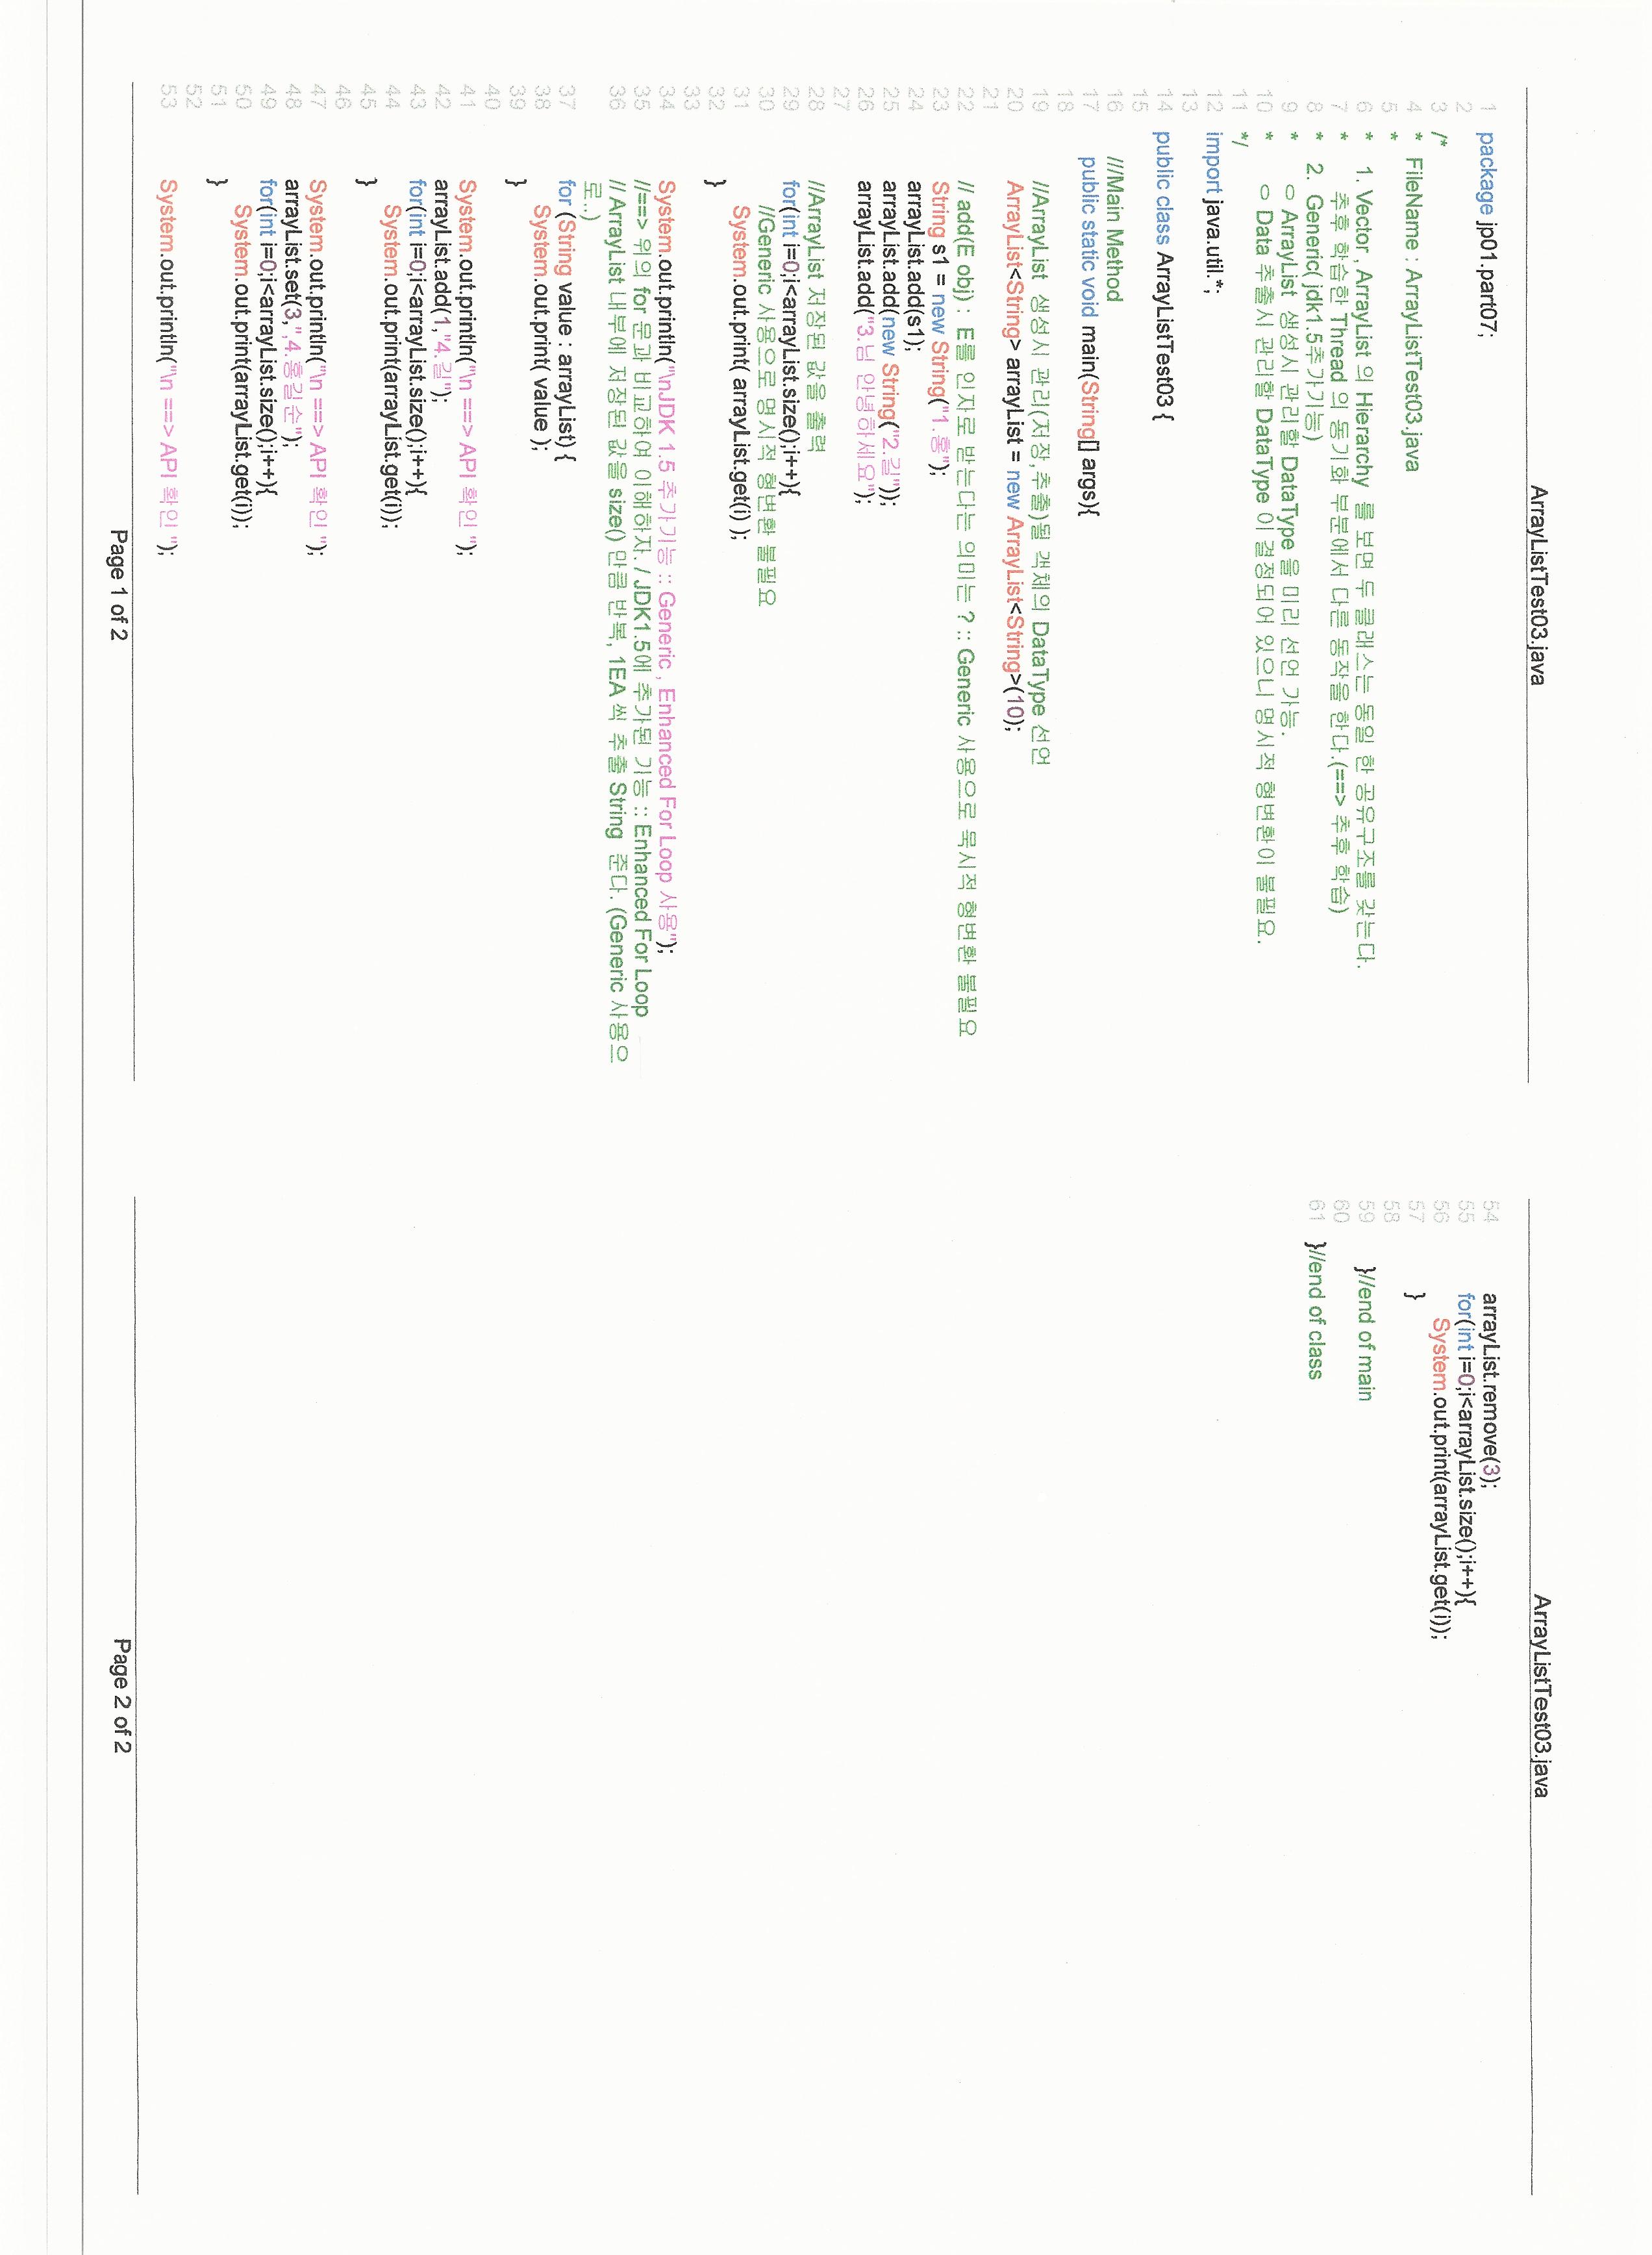 ArrayListTest03.java
1 package jp01.part07;
2
3 /*
4 * FileName : ArrayListTest03.java
5 *
6 * 1. Vector , ArrayList 의 Hierarchy 를 보면 두 클래스는 동일 한 공유구조를 갖는다.
7 * 추후 학습한 Thread 의 동기화 부분에서 다른 동작을 한다.(==> 추후 학습)
8 * 2. Generic( jdk1.5추가기능)
9 * ㅇ ArrayList 생성시 관리할 DataType 을 미리 선언 가능.
10 * ㅇ Data 추출시 관리할 DataType 이 결정되어 있으니 명시적 형변환이 불필요.
11 */
12 import java.util.*;
13
14 public class ArrayListTest03 {
15
16 ///Main Method
17 public static void main(String[] args){
18
19 //ArrayList 생성시 관리(저장,추출)될 객체의 DataType 선언
20 ArrayList<String> arrayList = new ArrayList<String>(10);
21
22 // add(E obj) : E를 인자로 받는다는 의미는 ? :: Generic 사용으로 묵시적 형변환 불필요
23 String s1 = new String("1.홍");
24 arrayList.add(s1);
25 arrayList.add(new String("2.길"));
26 arrayList.add("3.님 안녕하세요");
27
28 //ArrayList 저장된 값을 출력
29 for(int i=0;i<arrayList.size();i++){
30 //Generic 사용으로 명시적 형변환 불필요
31 System.out.print( arrayList.get(i) );
32 }
33
34 System.out.println("\nJDK 1.5 추가기능 :: Generic , Enhanced For Loop 사용");
35 //==> 위의 for 문과 비교하여 이해하자. / JDK1.5에 추가된 기능 :: Enhanced For Loop
36 // ArrayList 내부에 저장된 값을 size() 만큼 반복, 1EA 씩 추출 String 준다. (Generic 사용으
로..)
37 for (String value : arrayList) {
38 System.out.print( value );
39 }
40
41 System.out.println("\n ==> API 확인 ");
42 arrayList.add(1,"4.길");
43 for(int i=0;i<arrayList.size();i++){
44 System.out.print(arrayList.get(i));
45 }
46
47 System.out.println("\n ==> API 확인 ");
48 arrayList.set(3,",4.홍길순");
49 for(int i=0;i<arrayList.size();i++){
50 System.out.print(arrayList.get(i));
51 }
52
53 System.out.println("\n ==> API 확인 ");
Page 1 of 2
ArrayListTest03.java
54 arrayList.remove(3);
55 for(int i=0;i<arrayList.size();i++){
56 System.out.print(arrayList.get(i));
57 }
58
59 }//end of main
60
61 }//end of class
Page 2 of 2